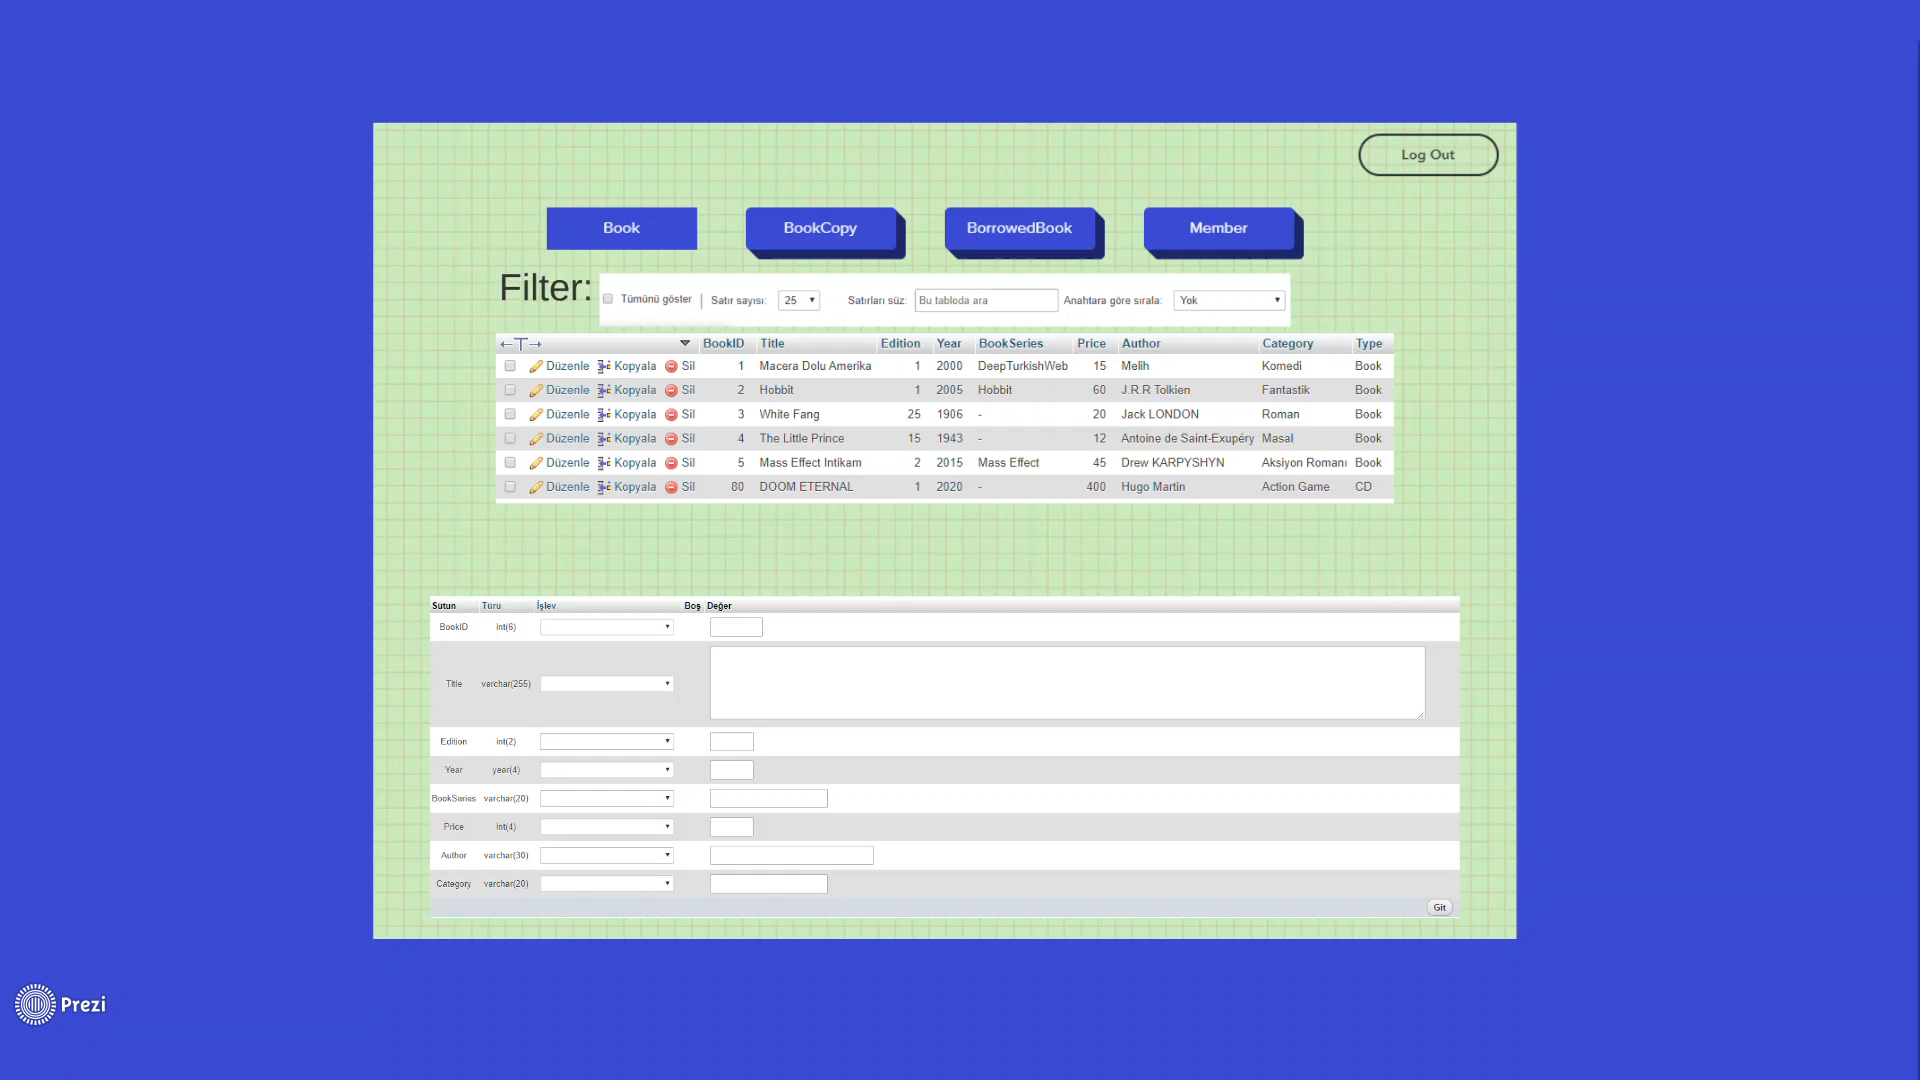 Log Out
Book BookCopy BorrowedBook Member
Filter: Tümünü göster | Satır sayısı: 25 Satırları süz: Bu tabloda ara Anahtara göre sırala: Yok
←T→ BookID Title Edition Year BookSeries Price Author Category Type
Düzenle Kopyala Sil 1 Macera Dolu Amerika 1 2000 DeepTurkishWeb 15 Melih Komedi Book
Düzenle Kopyala Sil 2 Hobbit 1 2005 Hobbit 60 J.R.R Tolkien Fantastik Book
Düzenle Kopyala Sil 3 White Fang 25 1906 - 20 Jack LONDON Roman Book
Düzenle Kopyala Sil 4 The Little Prince 15 1943 - 12 Antoine de Saint-Exupéry Masal Book
Düzenle Kopyala Sil 5 Mass Effect Intikam 2 2015 Mass Effect 45 Drew KARPYSHYN Aksiyon Romanı Book
Düzenle Kopyala Sil 80 DOOM ETERNAL 1 2020 - 400 Hugo Martin Action Game CD
Sutun Turu İşlev Boş Değer
BookID int(6)
Title varchar(255)
Edition int(2)
Year year(4)
BookSeries varchar(20)
Price int(4)
Author varchar(30)
Category varchar(20)
Git
Prezi